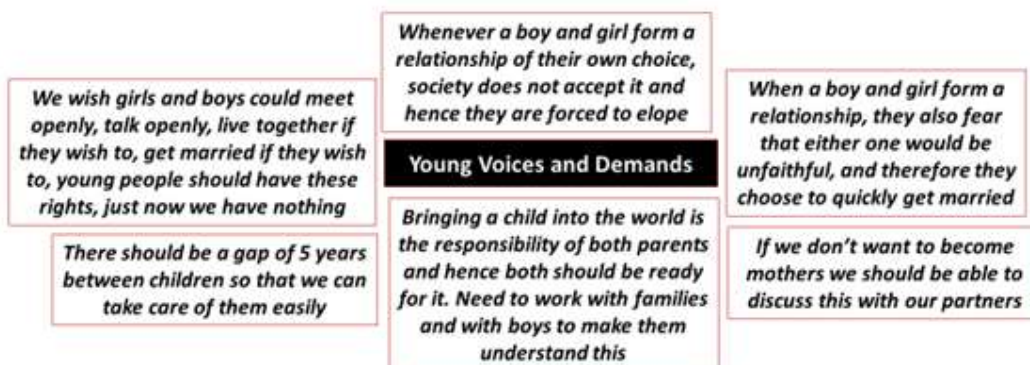 We wish girls and boys could meet
openly, talk openly, live together if
they wish to, get married if they wish
to, young people should have these
rights, just now we have nothing
There should be a gap of 5 years
between children so that we can
take care of them easily
Whenever a boy and girl form a
relationship of their own choice,
society does not accept it and
hence they are forced to elope
Young Voices and Demands
Bringing a child into the world is
the responsibility of both parents
and hence both should be ready
for it. Need to work with families
and with boys to make them
understand this
When a boy and girl form a
relationship, they also fear
that either one would be
unfaithful, and therefore they
choose to quickly get married
If we don't want to become
mothers we should be able to
discuss this with our partners